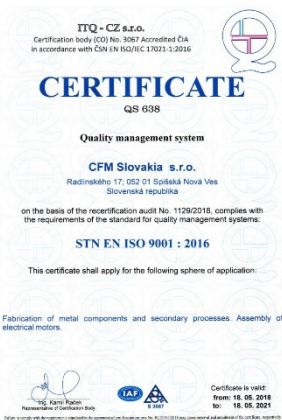 ITQ - CZ s.r.o.
Certification body (CO) No. 3067 Accredited ČIA
in accordance with ČSN EN ISO/IEC 17021-1:2016
CERTIFICATE
QS 638
Quality management system
CFM Slovakia s.r.o.
Radlinského 17; 052 01 Spišská Nová Ves
Slovenská republika
on the basis of the recertification audit No. 1129/2018, complies with
the requirements of the standard for quality management systems:
STN EN ISO 9001 : 2016
This certificate shall apply for the following sphere of application:
Fabrication of metal components and secondary processes. Assembly of
electrical motors.
Ing. Kamil Raček
Representative of Certification Body
IAF
S 3067
Certificate is valid:
from: 18. 05. 2018
to: 18. 05. 2021